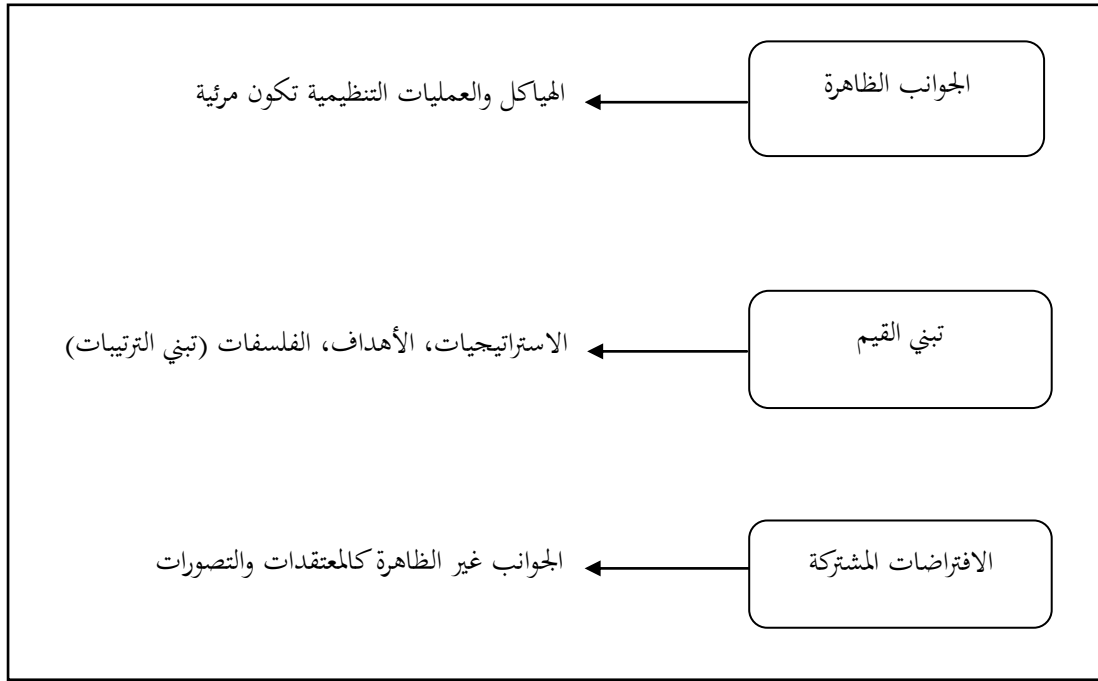 الجوانب الظاهرة
الهياكل والعمليات التنظيمية تكون مرئية
تبني القيم
الاستراتيجيات، الأهداف، الفلسفات (تبني الترتيبات)
الافتراضات المشتركة
الجوانب غير الظاهرة كالمعتقدات والتصورات